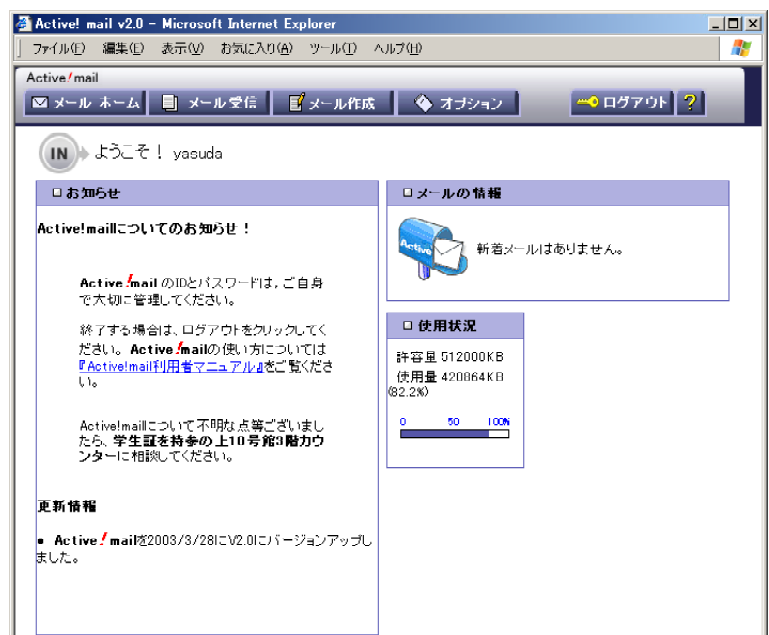 Active! mail v2.0 - Microsoft Internet Explorer
ファイル(F) 編集(E) 表示(V) お気に入り(A) ツール(T) ヘルプ(H)
Active!mail
メール ホーム メール受信 メール作成 オプション ログアウト ?
IN ようこそ! yasuda
お知らせ
Active!mailについてのお知らせ!
Active!mail のIDとパスワードは，ご自身
で大切に管理してください。
終了する場合は、ログアウトをクリックしてく
ださい。Active!mailの使い方については
『Active!mail利用者マニュアル』をご覧くださ
い。
Active!mailについて不明な点等ございまし
たら、学生証を持参の上10号館3階カウ
ンターに相談してください。
更新情報
• Active!mailを2003/3/28にV2.0にバージョンアップし
ました。
メールの情報
Active
新着メールはありません。
使用状況
許容量 512000KB
使用量 420864KB
(82.2%)
0 50 100%